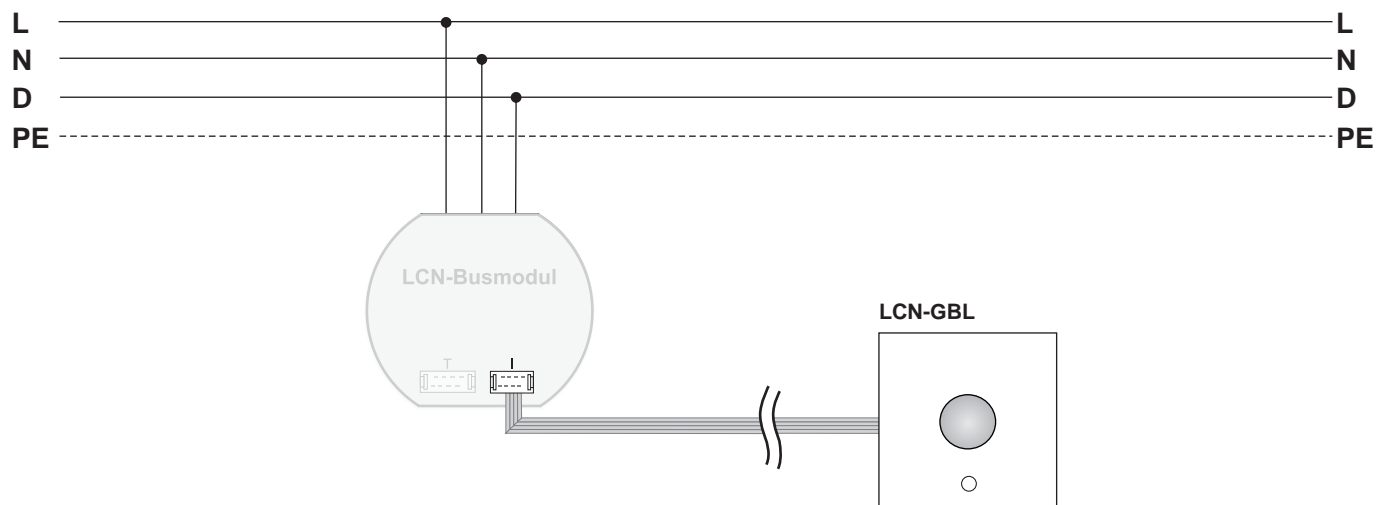 L L
N N
D D
PE PE
LCN-Busmodul
LCN-GBL
T I